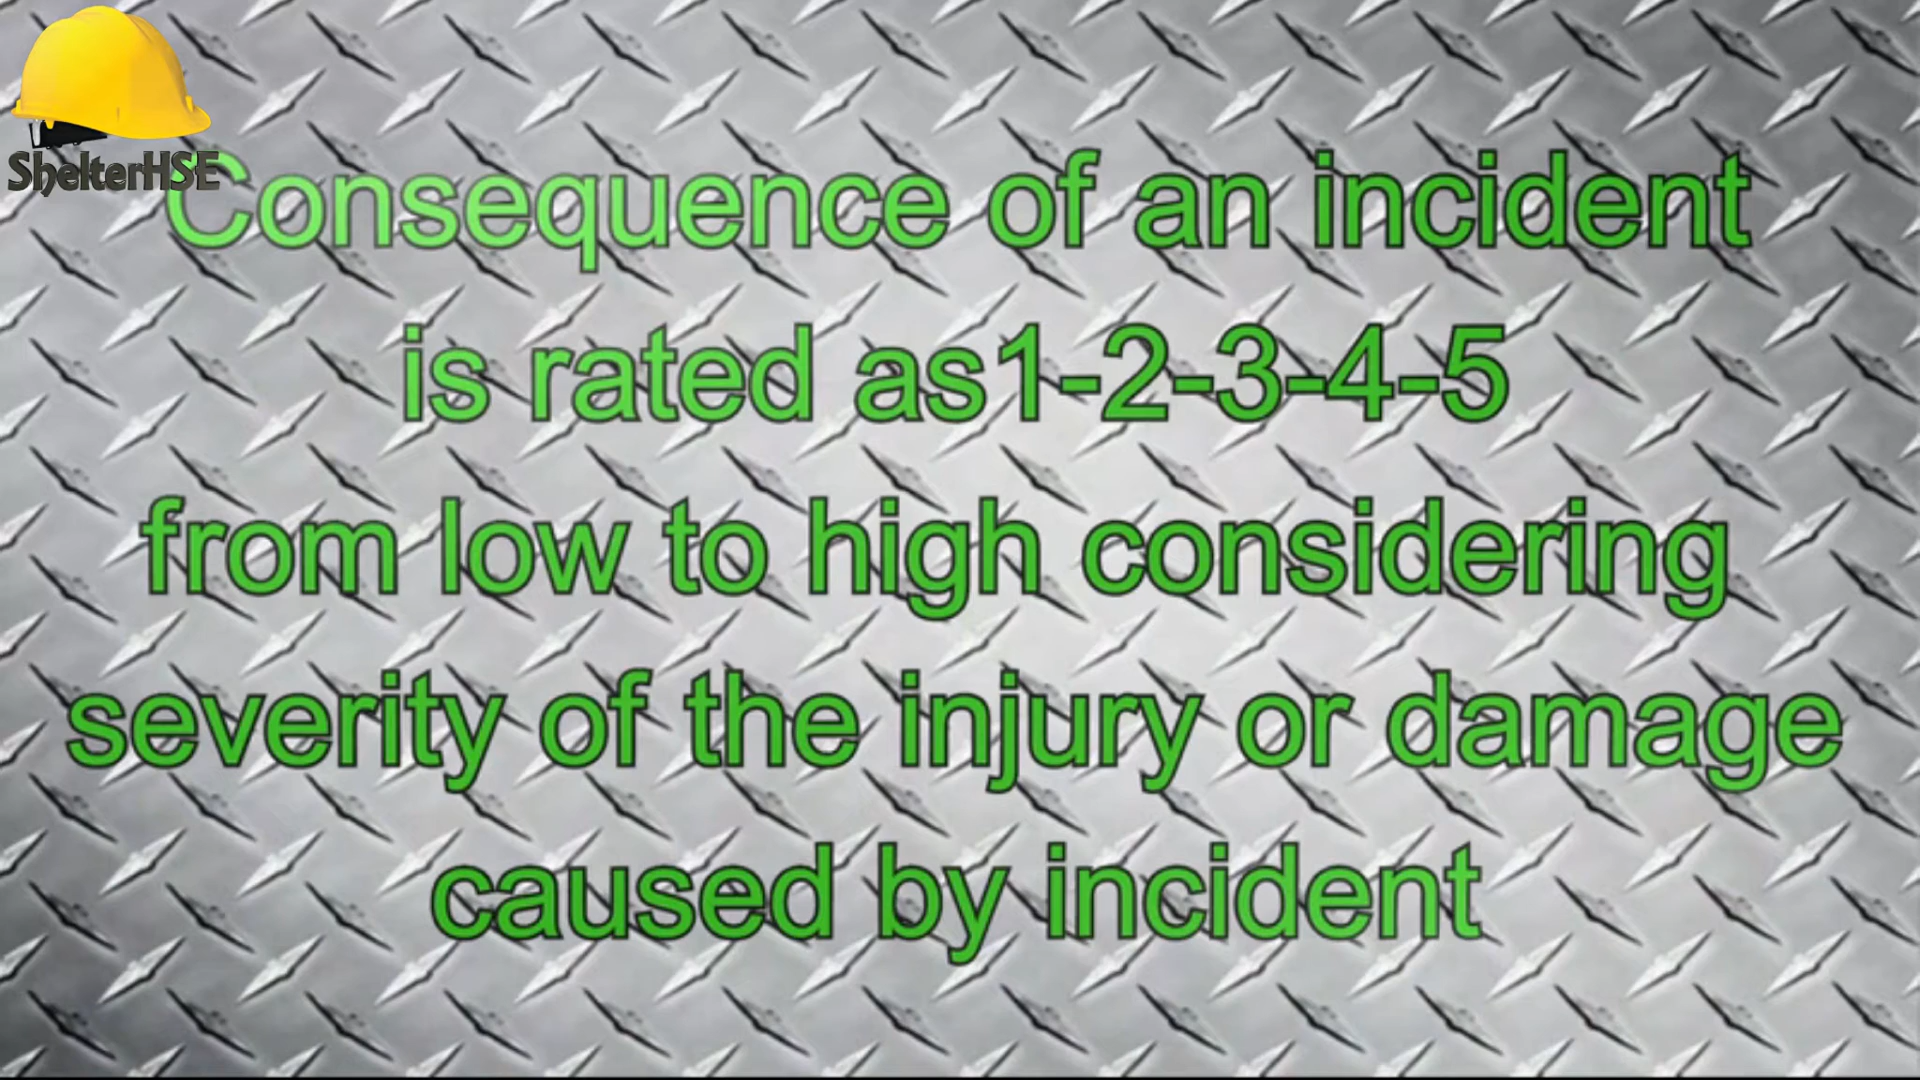 ShelterHSE
Consequence of an incident
is rated as1-2-3-4-5
from low to high considering
severity of the injury or damage
caused by incident